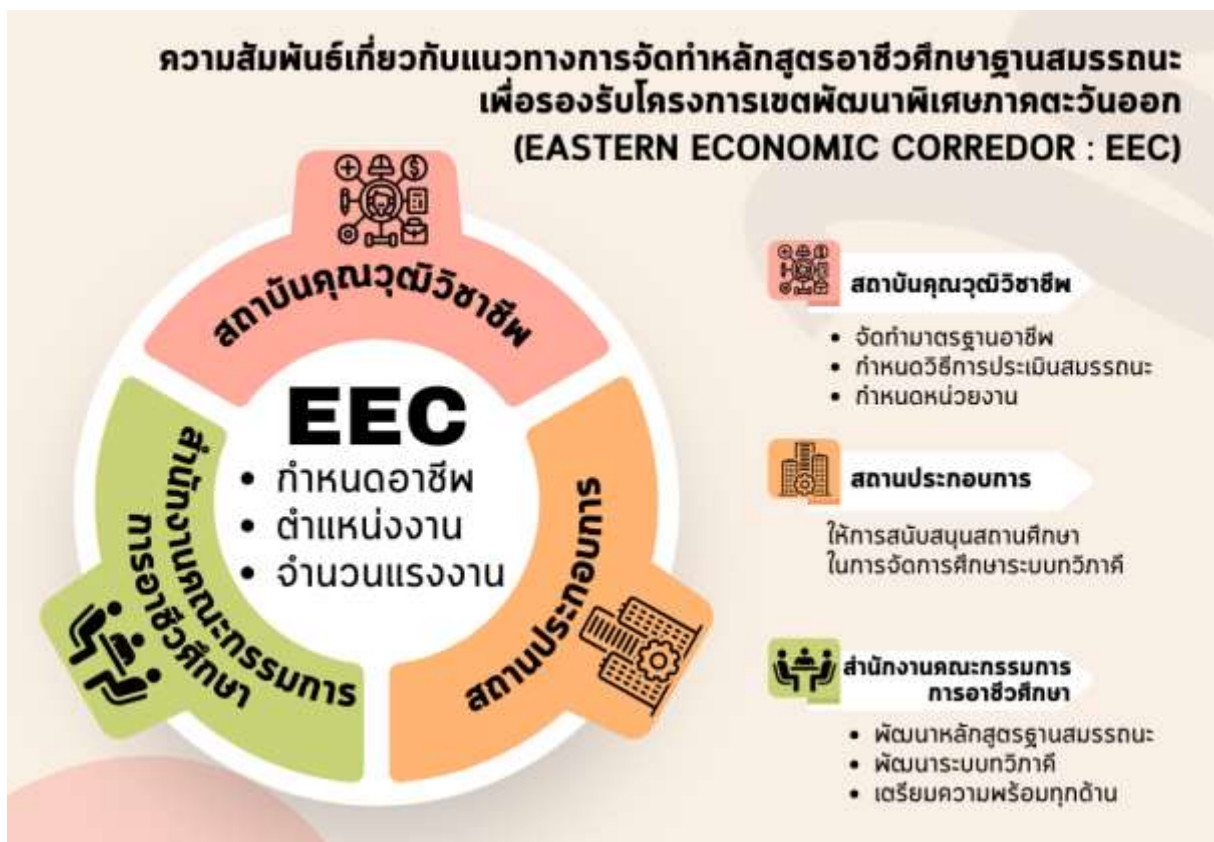 ความสัมพันธ์เกี่ยวกับแนวทางการจัดทำหลักสูตรอาชีวศึกษาฐานสมรรถนะ
เพื่อรองรับโครงการเขตพัฒนาพิเศษภาคตะวันออก
(EASTERN ECONOMIC CORREDOR : EEC)
สถาบันคุณวุฒิวิชาชีพ
EEC
• กำหนดอาชีพ
• ตำแหน่งงาน
• จำนวนแรงงาน
สำนักงานคณะกรรมการ
การอาชีวศึกษา
สถานประกอบการ
สถาบันคุณวุฒิวิชาชีพ
• จัดทำมาตรฐานอาชีพ
• กำหนดวิธีการประเมินสมรรถนะ
• กำหนดหน่วยงาน
สถานประกอบการ
ให้การสนับสนุนสถานศึกษา
ในการจัดการศึกษาระบบทวิภาคี
สำนักงานคณะกรรมการ
การอาชีวศึกษา
• พัฒนาหลักสูตรฐานสมรรถนะ
• พัฒนาระบบทวิภาคี
• เตรียมความพร้อมทุกด้าน